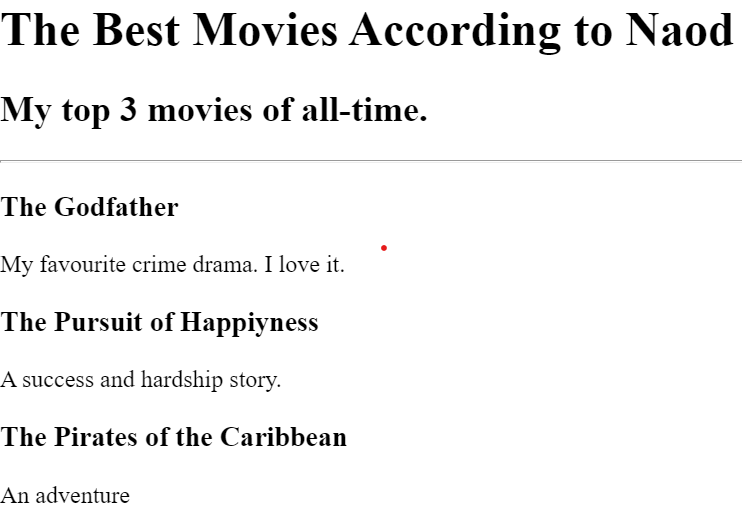 The Best Movies According to Naod
My top 3 movies of all-time.
The Godfather
My favourite crime drama. I love it.
The Pursuit of Happiyness
A success and hardship story.
The Pirates of the Caribbean
An adventure